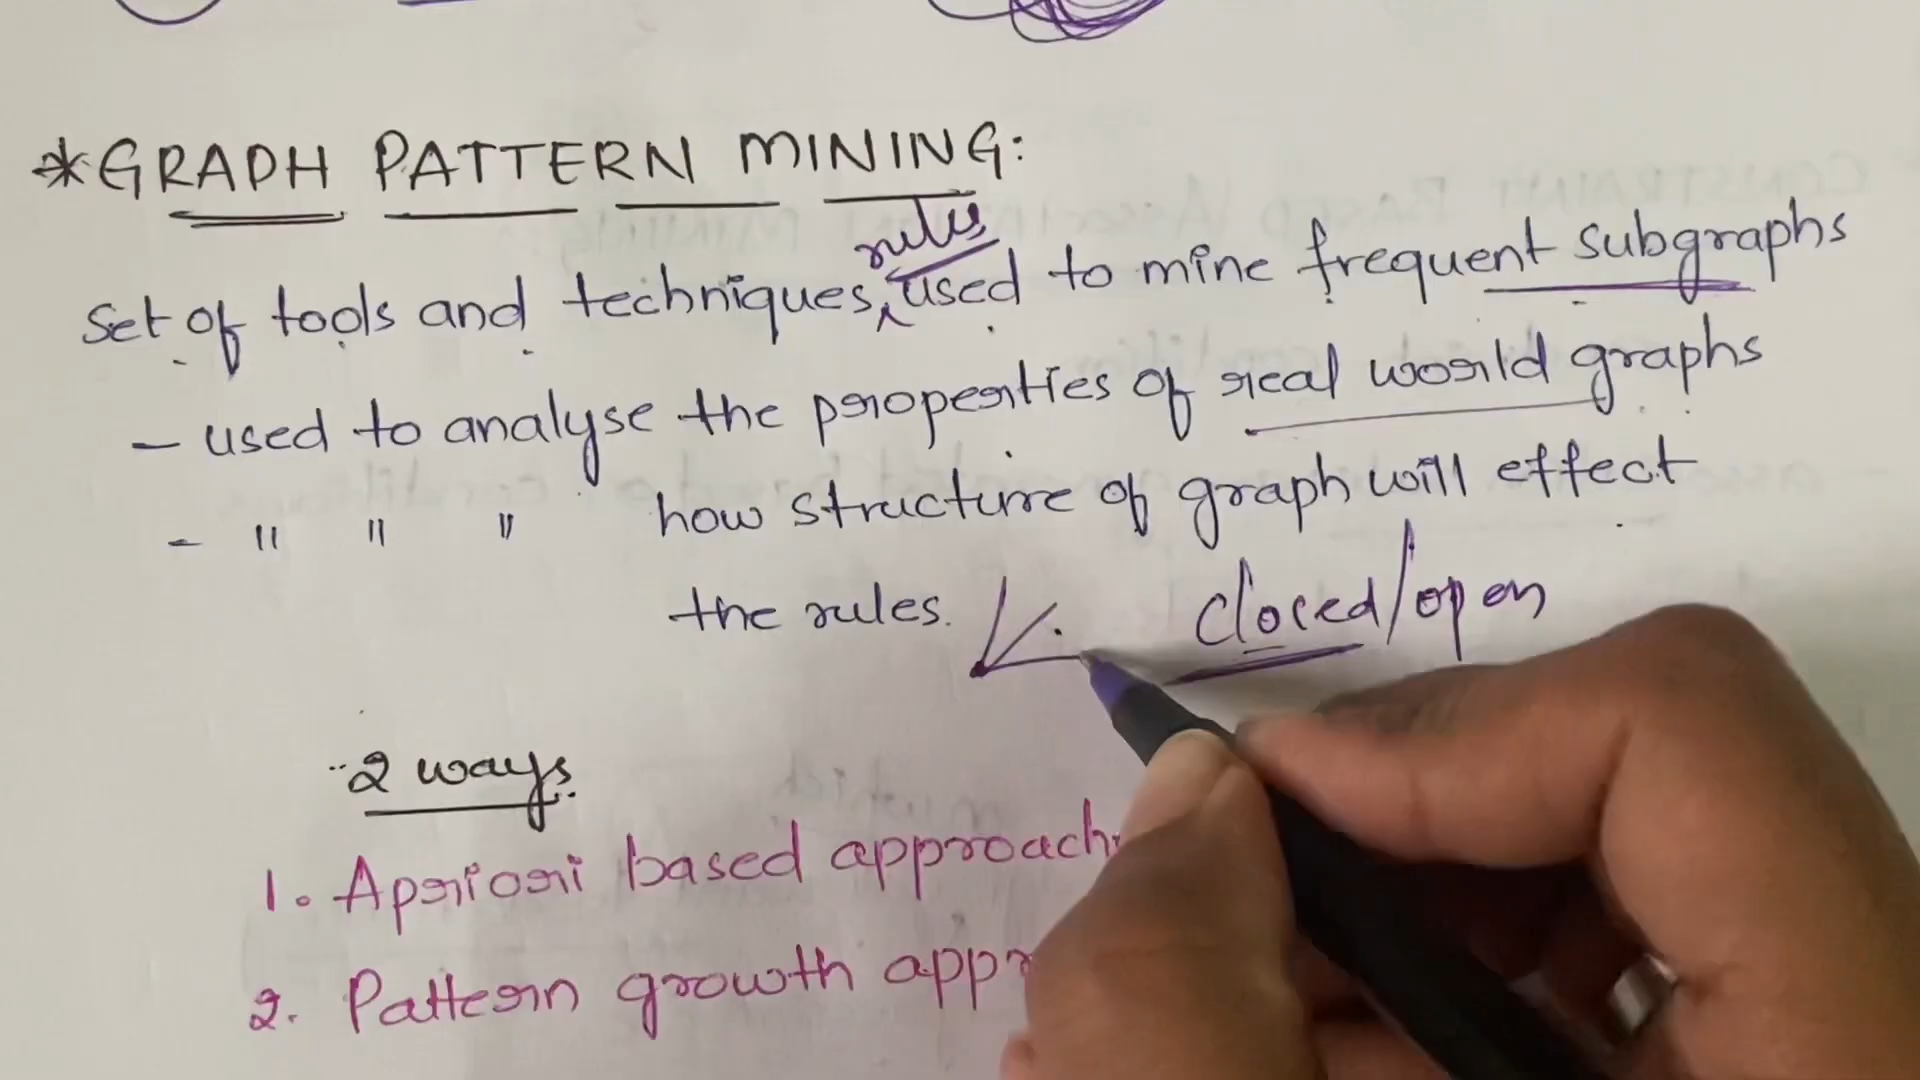 *GRAPH PATTERN MINING:
rules
set of tools and techniques ^ used to mine frequent subgraphs
- used to analyse the properties of real world graphs
- " " " how structure of graph will effect
the rules. closed/open
2 ways.
1. Apriori based approach
2. Pattern growth appr